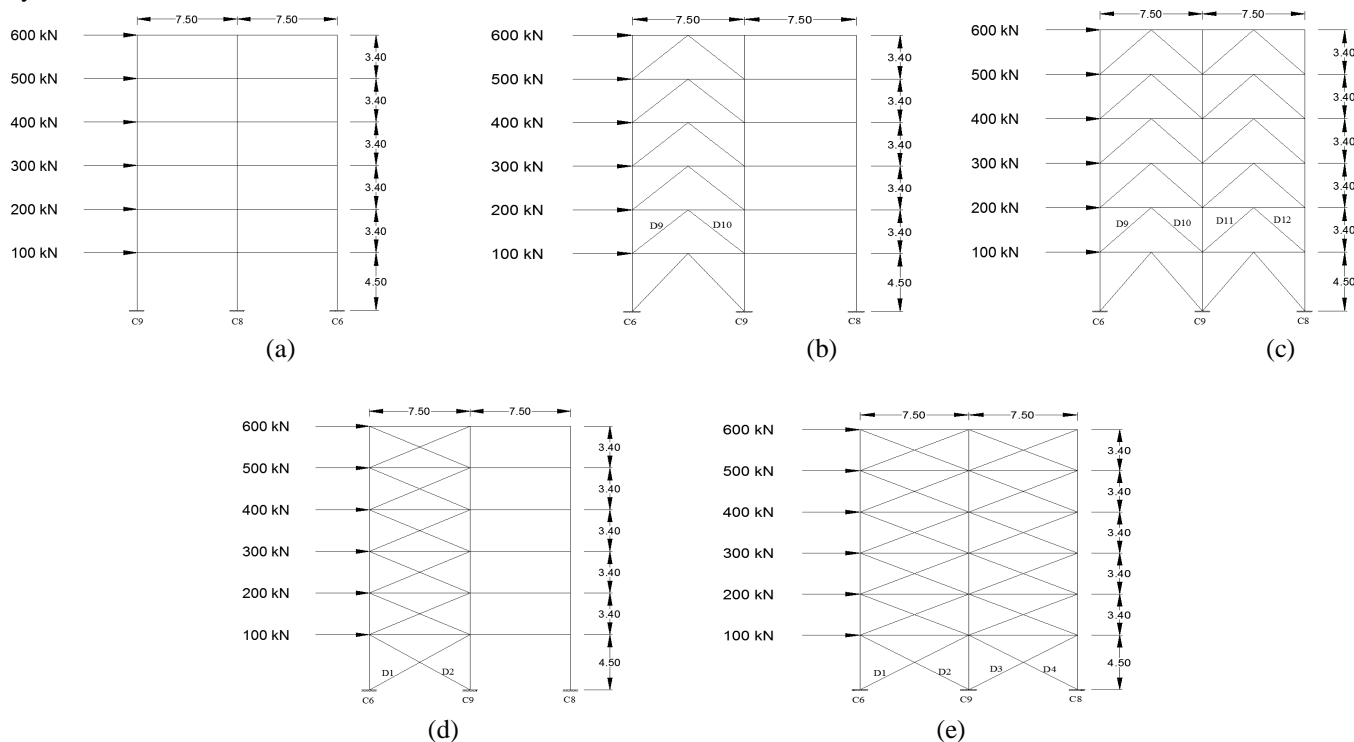 7.50 7.50
600 kN 3.40
500 kN 3.40
400 kN 3.40
300 kN 3.40
200 kN 3.40
100 kN 4.50
C9 C8 C6
(a)
7.50 7.50
600 kN 3.40
500 kN 3.40
400 kN 3.40
300 kN 3.40
200 kN 3.40
D9 D10
100 kN 4.50
C6 C9 C8
(b)
7.50 7.50
600 kN 3.40
500 kN 3.40
400 kN 3.40
300 kN 3.40
200 kN 3.40
D9 D10 D11 D12
100 kN 4.50
C6 C9 C8
(c)
7.50 7.50
600 kN 3.40
500 kN 3.40
400 kN 3.40
300 kN 3.40
200 kN 3.40
100 kN 4.50
D1 D2
C6 C9 C8
(d)
7.50 7.50
600 kN 3.40
500 kN 3.40
400 kN 3.40
300 kN 3.40
200 kN 3.40
100 kN 4.50
D1 D2 D3 D4
C6 C9 C8
(e)